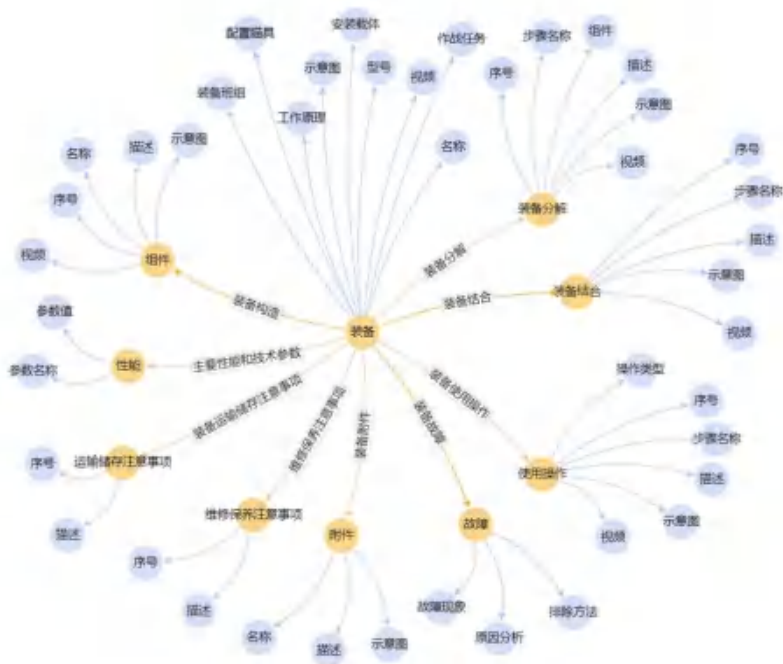 安装载体
配置瞄具
作战任务
步骤名称
组件
示意图
型号
视频
序号
描述
装备班组
示意图
工作原理
示意图
描述
名称
名称
视频
序号
序号
步骤名称
装备分解
视频
组件
装备分解
描述
示意图
装备构造
装备结合
装备结合
参数值
装备
视频
主要性能和技术参数
性能
参数名称
装备使用操作
操作类型
装备运输储存注意事项
维修保养注意事项
装备附件
装备故障
序号
步骤名称
序号
运输储存注意事项
使用操作
描述
维修保养注意事项
故障
示意图
描述
附件
视频
序号
描述
故障现象
排除方法
名称
描述
示意图
原因分析